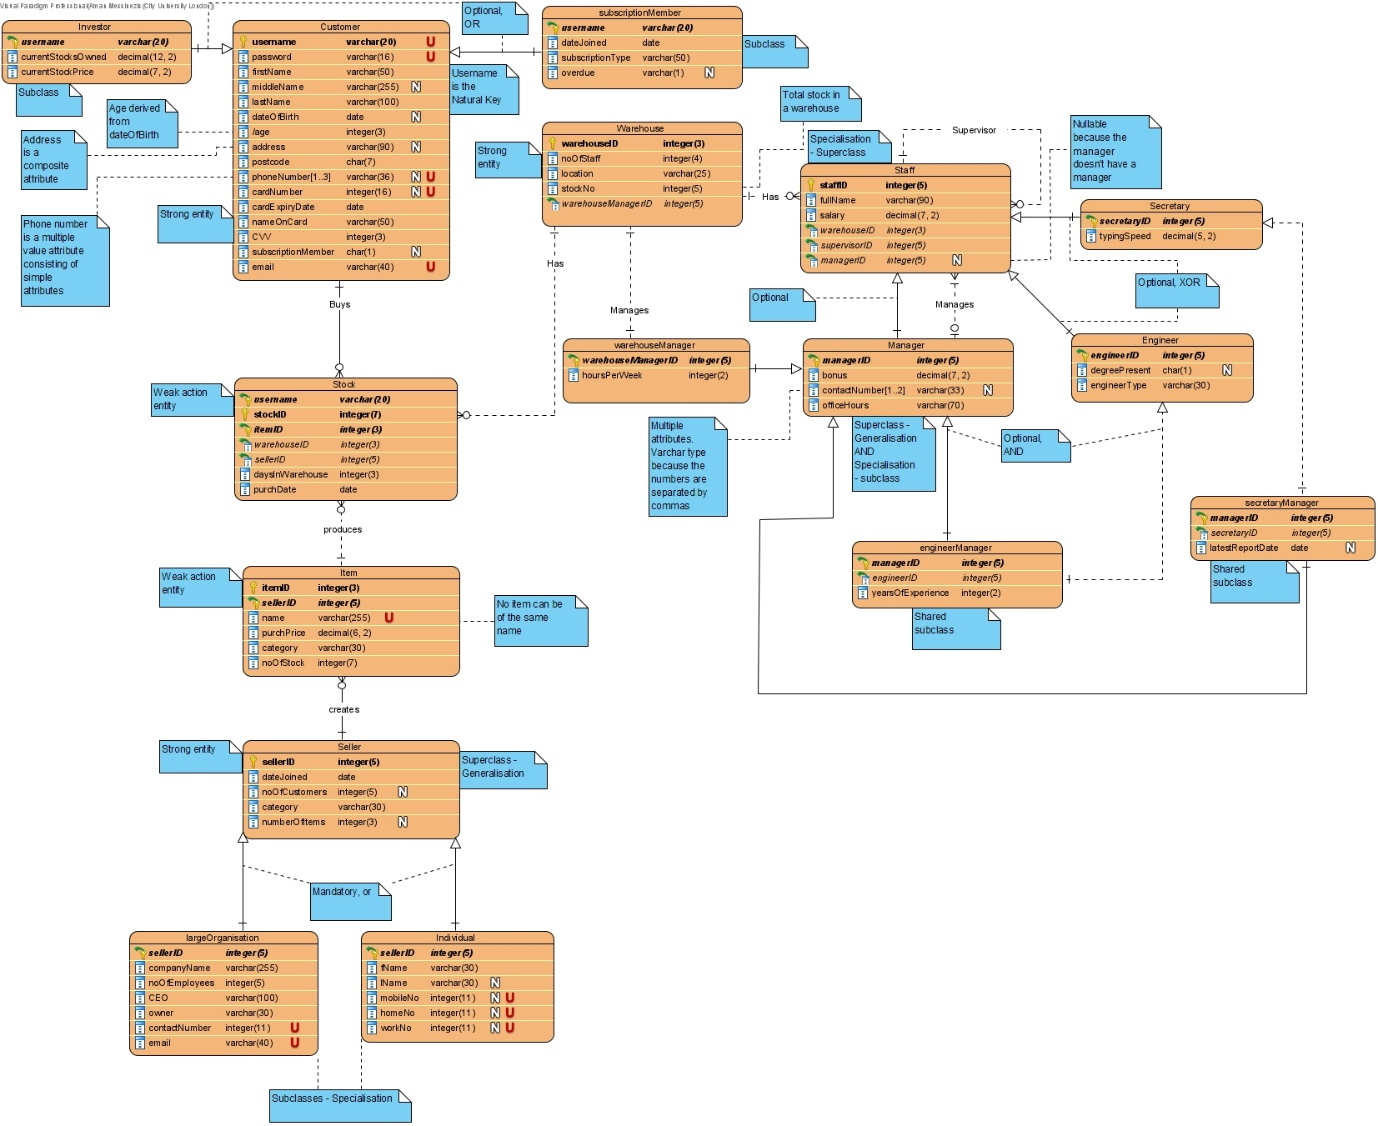 Visual Paradigm Professional(Aman Messinezis(City University London))
Investor
username varchar(20)
currentStocksOwned decimal(12, 2)
currentStockPrice decimal(7, 2)
Subclass
Customer
username varchar(20) U
password varchar(16) U
firstName varchar(50)
middleName varchar(255) N
lastName varchar(100)
dateOfBirth date N
/age integer(3)
address varchar(90) N
postcode char(7)
phoneNumber[1..3] varchar(36) N U
cardNumber integer(16) N U
cardExpiryDate date
nameOnCard varchar(50)
CVV integer(3)
subscriptionMember char(1) N
email varchar(40) U
Optional,
OR
subscriptionMember
username varchar(20)
dateJoined date
subscriptionType varchar(50)
overdue varchar(1) N
Subclass
Username
is the
Natural Key
Age derived
from
dateOfBirth
Address
is a
composite
attribute
Strong entity
Phone number
is a multiple
value attribute
consisting of
simple
attributes
Total stock in
a warehouse
Strong
entity
Warehouse
warehouseID integer(3)
noOfStaff integer(4)
location varchar(25)
stockNo integer(5)
warehouseManagerID integer(5)
Has
Specialisation
- Superclass
Supervisor
Nullable
because the
manager
doesn't have a
manager
Staff
staffID integer(5)
fullName varchar(90)
salary decimal(7, 2)
warehouseID integer(3)
supervisorID integer(5)
managerID integer(5) N
Secretary
secretaryID integer(5)
typingSpeed decimal(5, 2)
Optional, XOR
Buys
Has
Manages
Optional
Manages
warehouseManager
warehouseManagerID integer(5)
hoursPerWeek integer(2)
Manager
managerID integer(5)
bonus decimal(7, 2)
contactNumber[1..2] varchar(33) N
officeHours varchar(70)
Engineer
engineerID integer(5)
degreePresent char(1) N
engineerType varchar(30)
Weak action
entity
Stock
username varchar(20)
stockID integer(7)
itemID integer(3)
warehouseID integer(3)
sellerID integer(5)
daysInWarehouse integer(3)
purchDate date
Multiple
attributes.
Varchar type
because the
numbers are
separated by
commas
Superclass -
Generalisation
AND
Specialisation
- subclass
Optional,
AND
secretaryManager
managerID integer(5)
secretaryID integer(5)
latestReportDate date N
Shared
subclass
produces
engineerManager
managerID integer(5)
engineerID integer(5)
yearsOfExperience integer(2)
Shared
subclass
Weak action
entity
Item
itemID integer(3)
sellerID integer(5)
name varchar(255) U
purchPrice decimal(6, 2)
category varchar(30)
noOfStock integer(7)
No item can be
of the same
name
creates
Strong entity
Seller
sellerID integer(5)
dateJoined date
noOfCustomers integer(5) N
category varchar(30)
numberOfItems integer(3) N
Superclass -
Generalisation
Mandatory, or
largeOrganisation
sellerID integer(5)
companyName varchar(255)
noOfEmployees integer(5)
CEO varchar(100)
owner varchar(30)
contactNumber integer(11) U
email varchar(40) U
Individual
sellerID integer(5)
fName varchar(30)
lName varchar(30) N
mobileNo integer(11) N U
homeNo integer(11) N U
workNo integer(11) N U
Subclasses - Specialisation